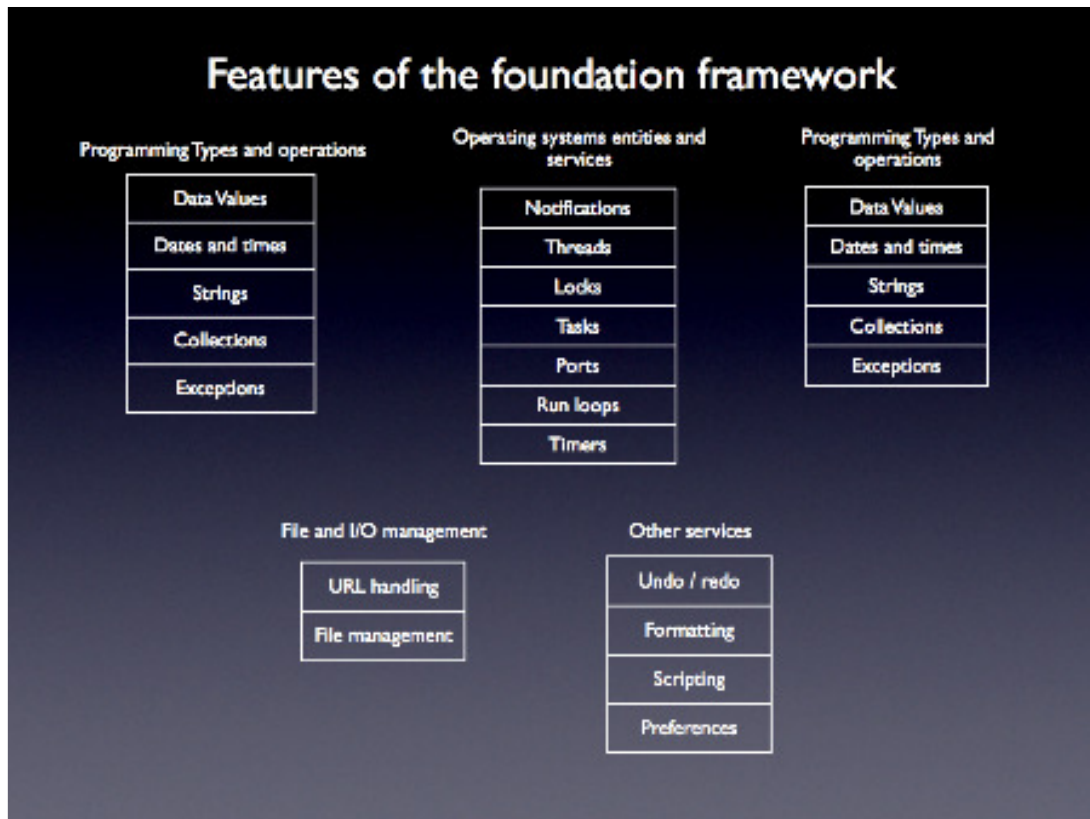 Features of the foundation framework
Programming Types and operations
Data Values
Dates and times
Strings
Collections
Exceptions
Operating systems entities and
services
Notifications
Threads
Locks
Tasks
Ports
Run loops
Timers
Programming Types and
operations
Data Values
Dates and times
Strings
Collections
Exceptions
File and I/O management
URL handling
File management
Other services
Undo / redo
Formatting
Scripting
Preferences